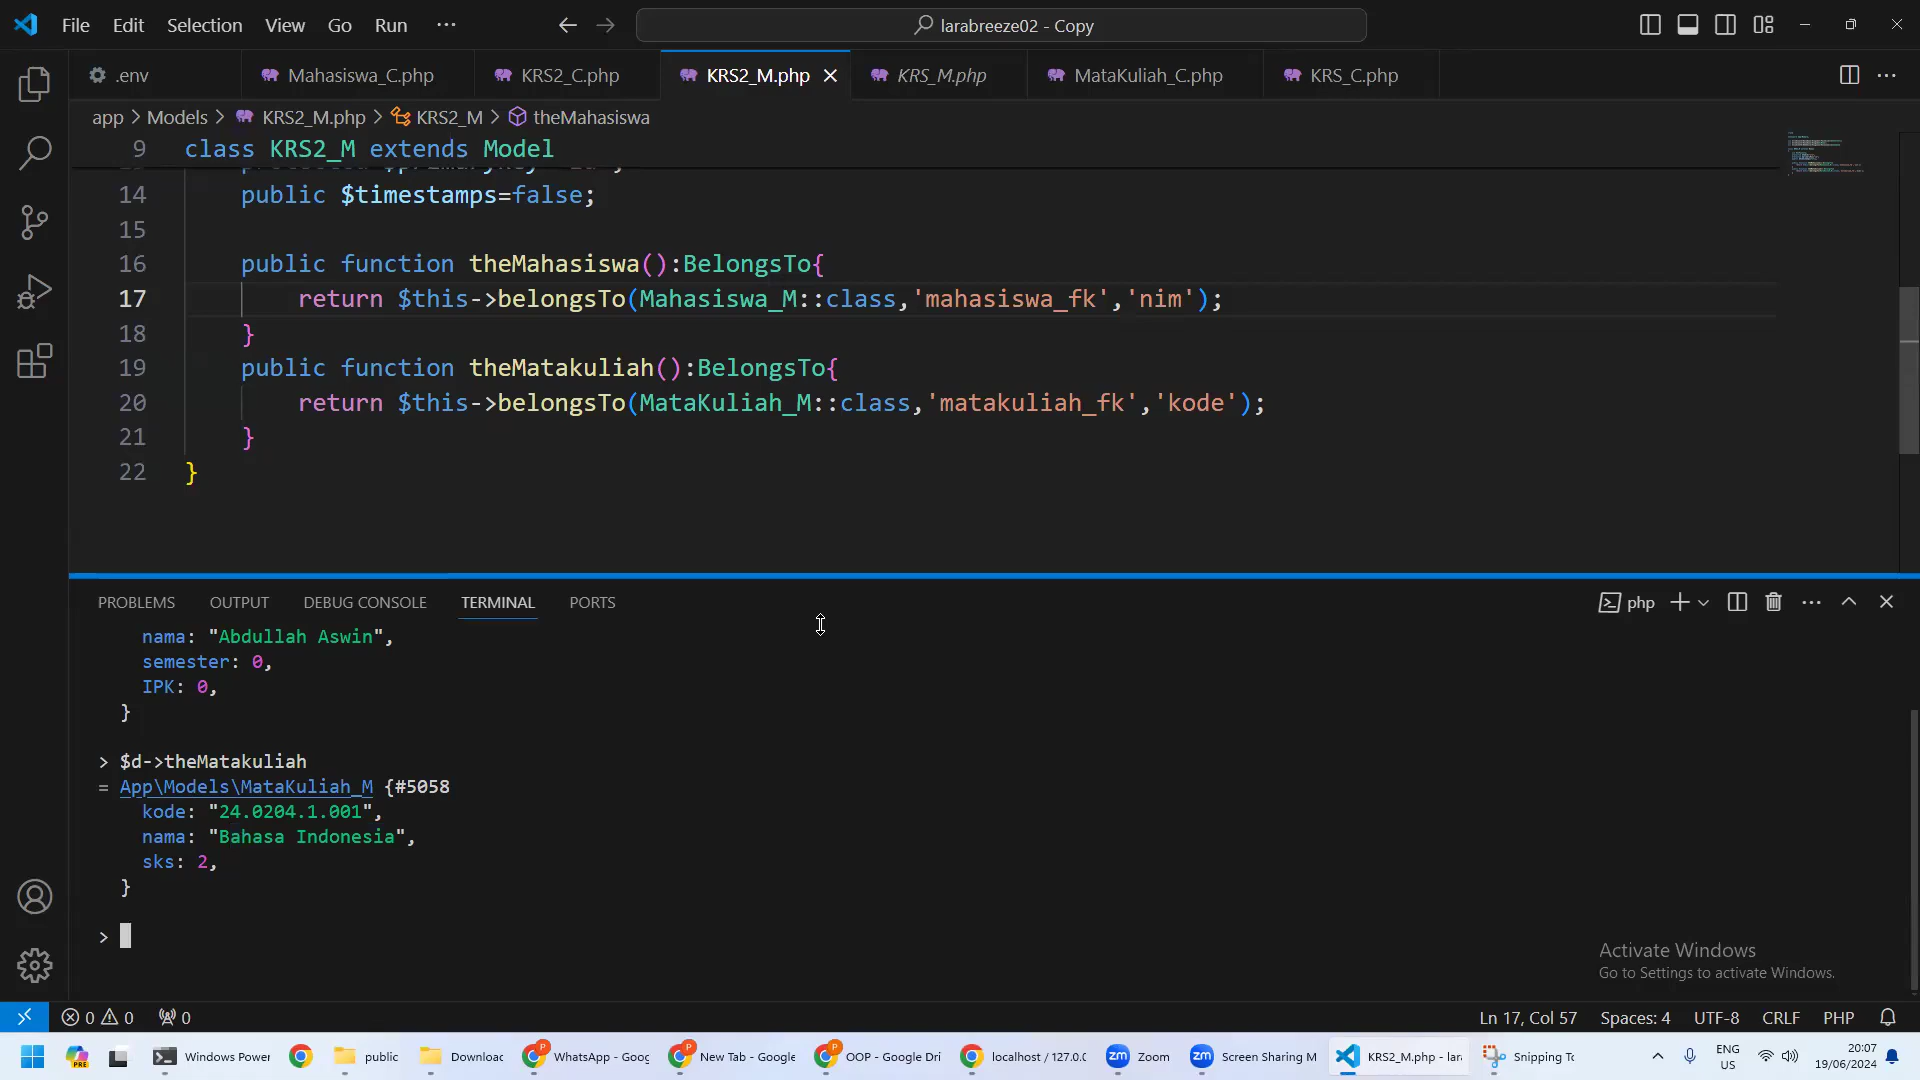 File Edit Selection View Go Run ···
larabreeze02 - Copy
.env Mahasiswa_C.php KRS2_C.php KRS2_M.php KRS_M.php MataKuliah_C.php KRS_C.php
app > Models > KRS2_M.php > KRS2_M > theMahasiswa
9 class KRS2_M extends Model
14 public $timestamps=false;
15
16 public function theMahasiswa():BelongsTo{
17 return $this->belongsTo(Mahasiswa_M::class,'mahasiswa_fk','nim');
18 }
19 public function theMatakuliah():BelongsTo{
20 return $this->belongsTo(MataKuliah_M::class,'matakuliah_fk','kode');
21 }
22 }
PROBLEMS OUTPUT DEBUG CONSOLE TERMINAL PORTS
php
nama: "Abdullah Aswin",
semester: 0,
IPK: 0,
}
> $d->theMatakuliah
= App\Models\MataKuliah_M {#5058
kode: "24.0204.1.001",
nama: "Bahasa Indonesia",
sks: 2,
}
>
Activate Windows
Go to Settings to activate Windows.
0 0 0
Ln 17, Col 57 Spaces: 4 UTF-8 CRLF PHP
PRE Windows Power public Downloac WhatsApp - Goog New Tab - Google OOP - Google Dri localhost / 127.0.0 zm Zoom zm Screen Sharing M KRS2_M.php - lar Snipping To
ENG US
20:07
19/06/2024